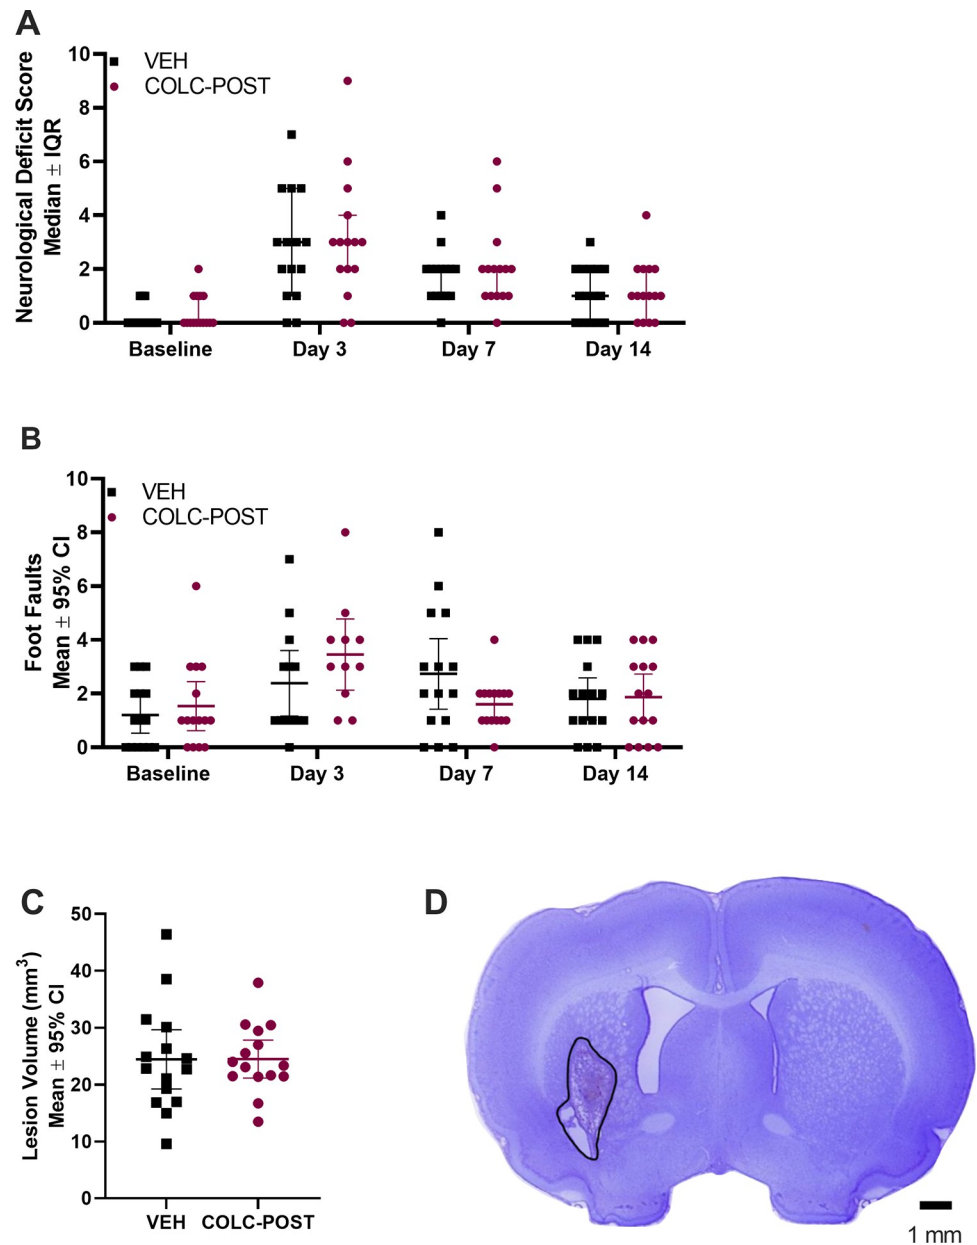 A
Neurological Deficit Score
Median ± IQR
10
8
6
4
2
0
VEH
COLC-POST
Baseline Day 3 Day 7 Day 14
B
Foot Faults
Mean ± 95% CI
10
8
6
4
2
0
VEH
COLC-POST
Baseline Day 3 Day 7 Day 14
C
Lesion Volume (mm³)
Mean ± 95% CI
50
40
30
20
10
0
VEH COLC-POST
D
1 mm